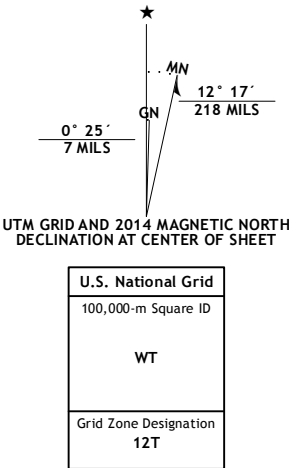 MN
12° 17´
218 MILS
GN
0° 25´
7 MILS
UTM GRID AND 2014 MAGNETIC NORTH
DECLINATION AT CENTER OF SHEET
U.S. National Grid
100,000-m Square ID
WT
Grid Zone Designation
12T